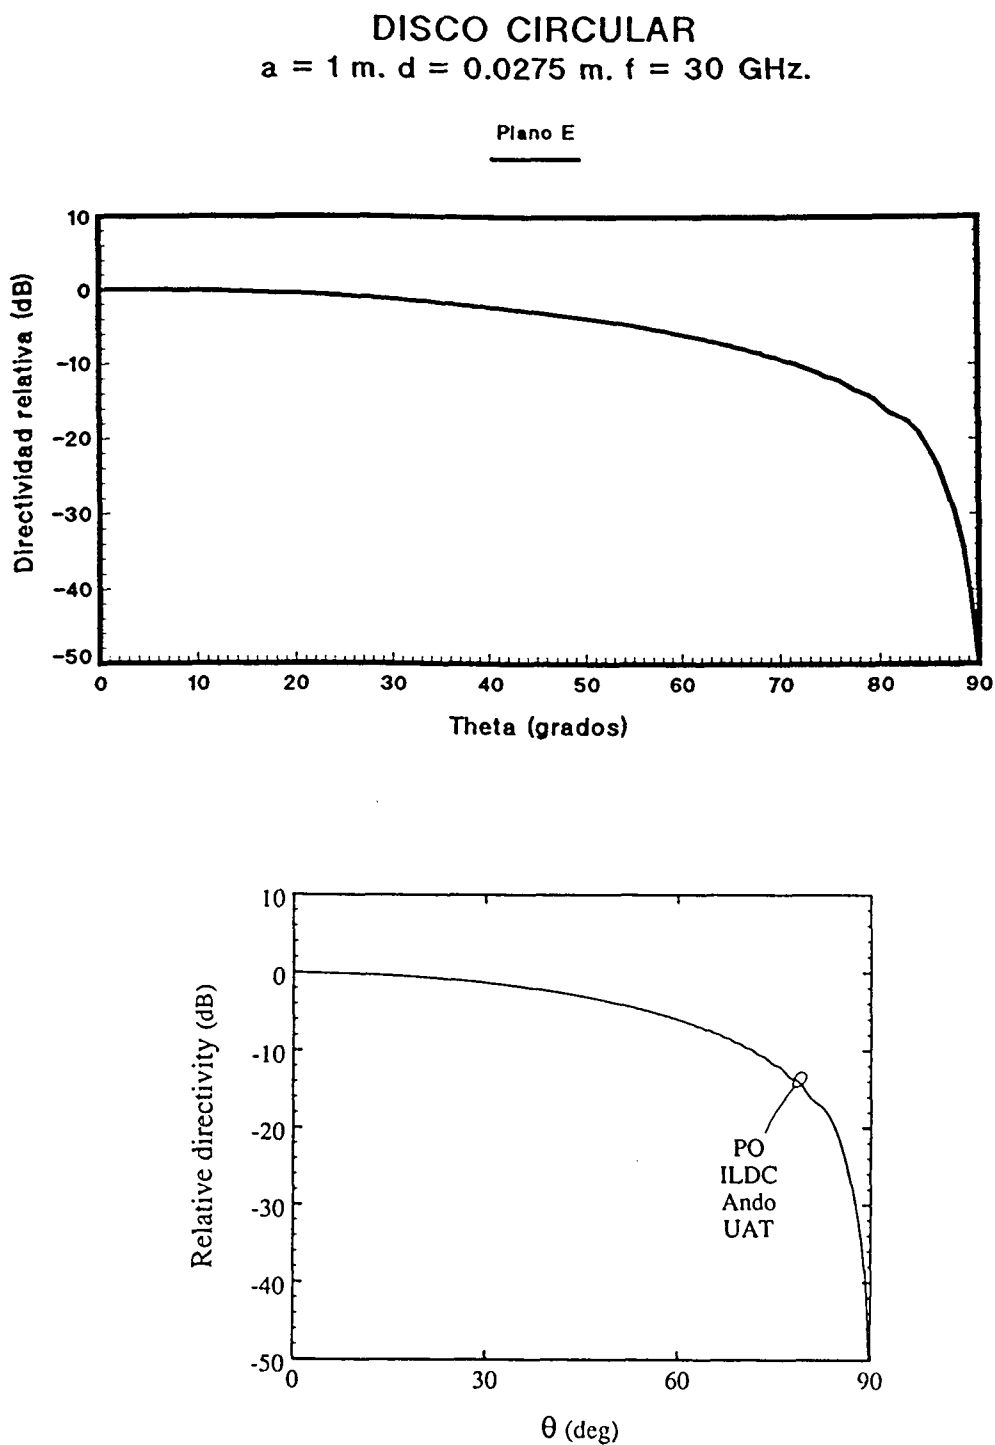 DISCO CIRCULAR
a = 1 m. d = 0.0275 m. f = 30 GHz.
Plano E
10
0
-10
-20
-30
-40
-50
Directividad relativa (dB)
0 10 20 30 40 50 60 70 80 90
Theta (grados)
10
0
-10
-20
-30
-40
-50
Relative directivity (dB)
PO
ILDC
Ando
UAT
0 30 60 90
θ (deg)